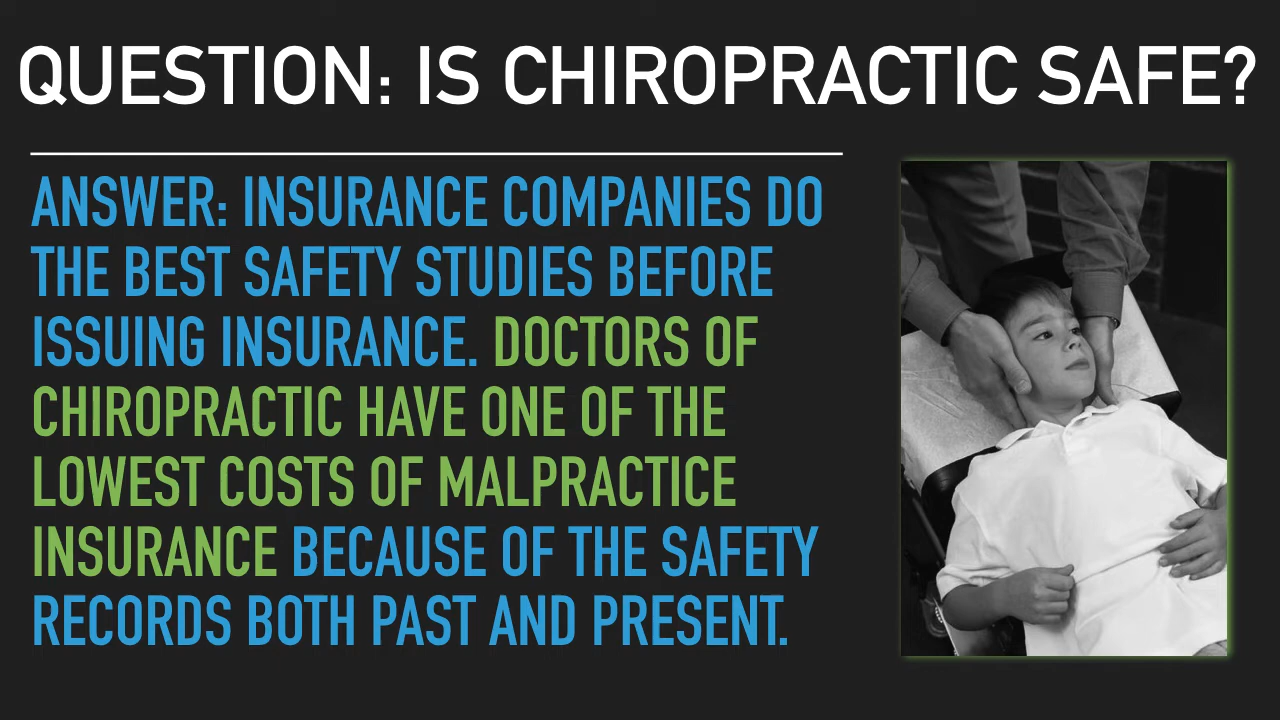 QUESTION: IS CHIROPRACTIC SAFE?
ANSWER: INSURANCE COMPANIES DO
THE BEST SAFETY STUDIES BEFORE
ISSUING INSURANCE. DOCTORS OF
CHIROPRACTIC HAVE ONE OF THE
LOWEST COSTS OF MALPRACTICE
INSURANCE BECAUSE OF THE SAFETY
RECORDS BOTH PAST AND PRESENT.